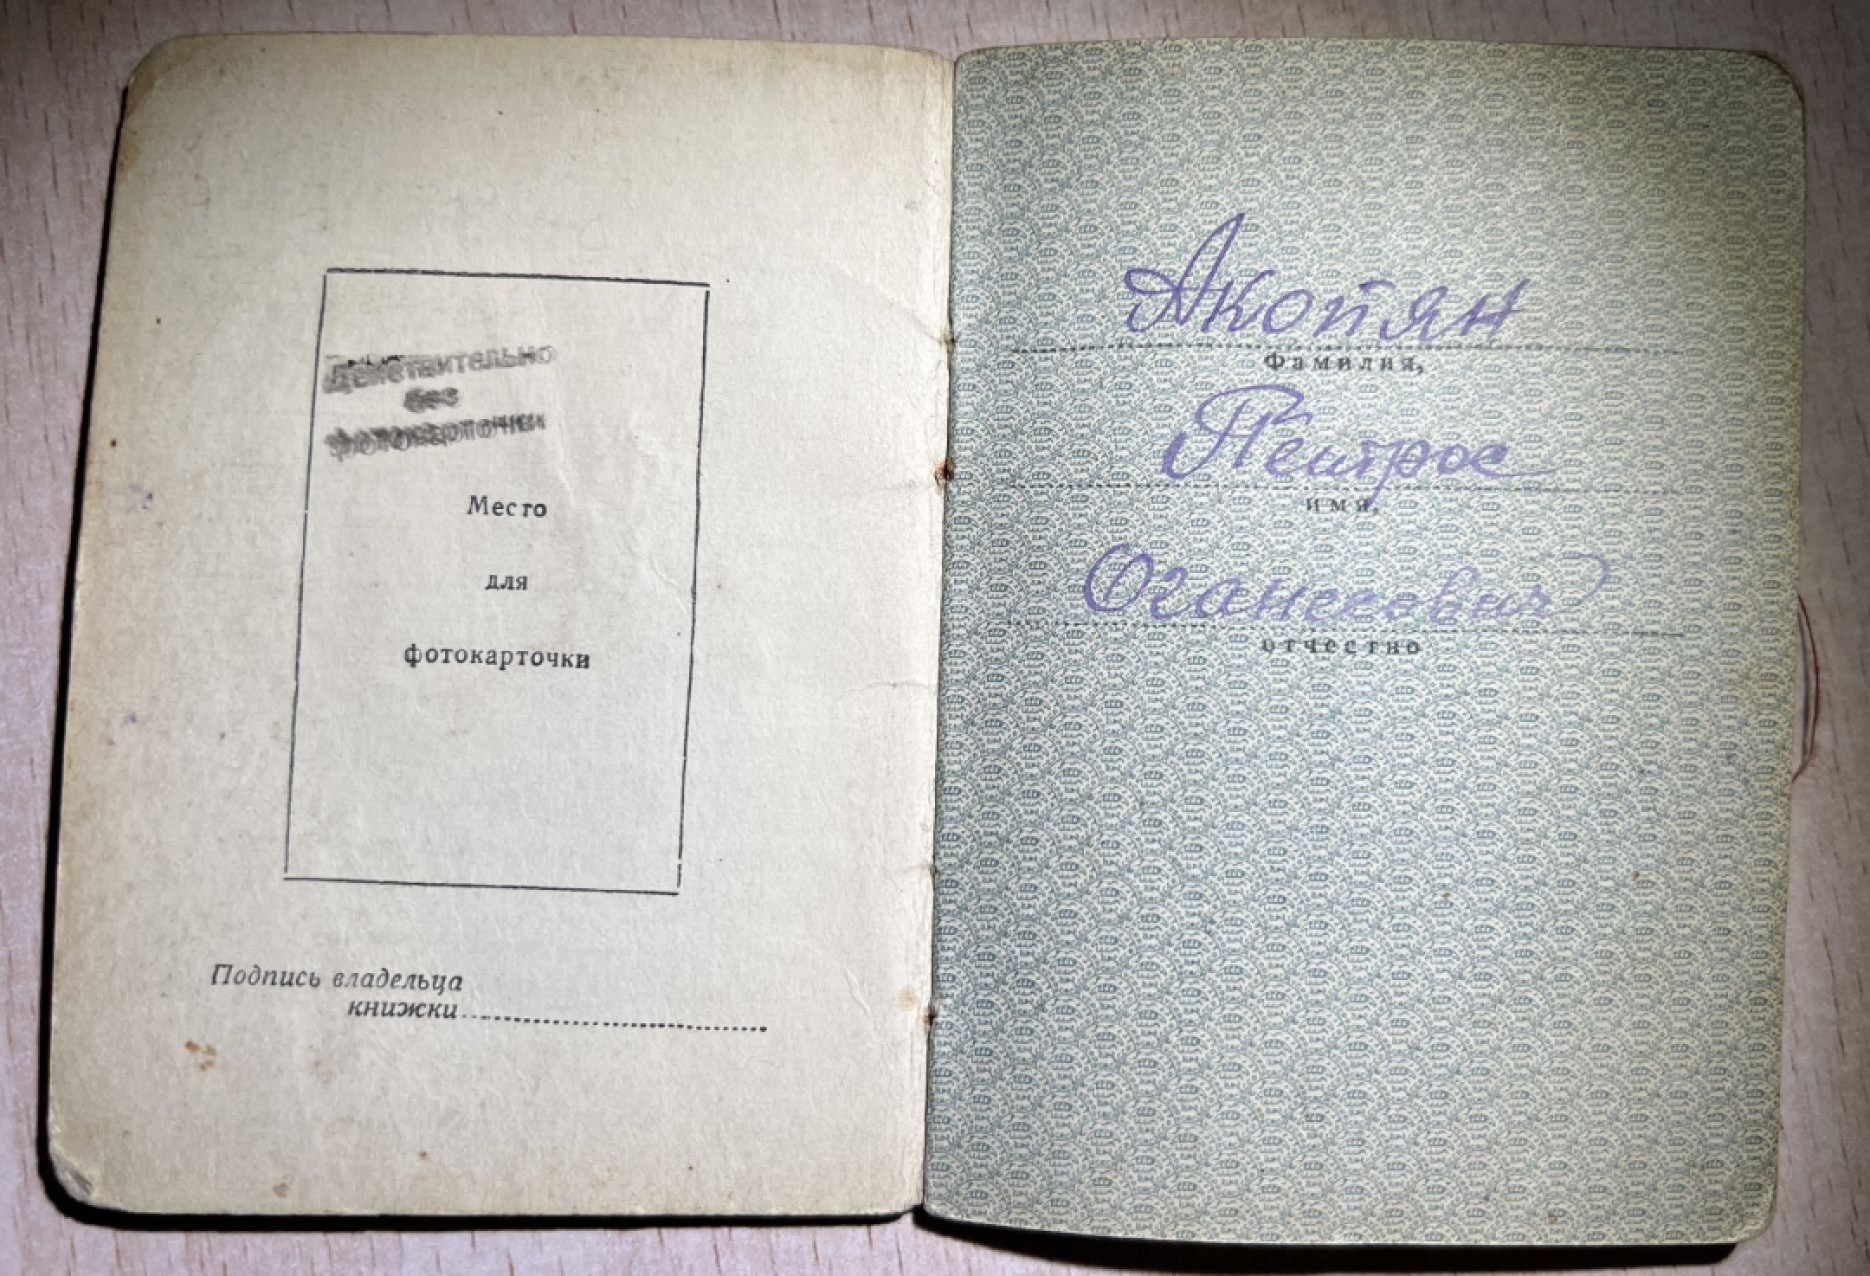 Действительно
без
фотокарточки
Место
для
фотокарточки
Подпись владельца
книжки
Акопян
Фамилия,
Петрос
имя,
Оганесович
отчество